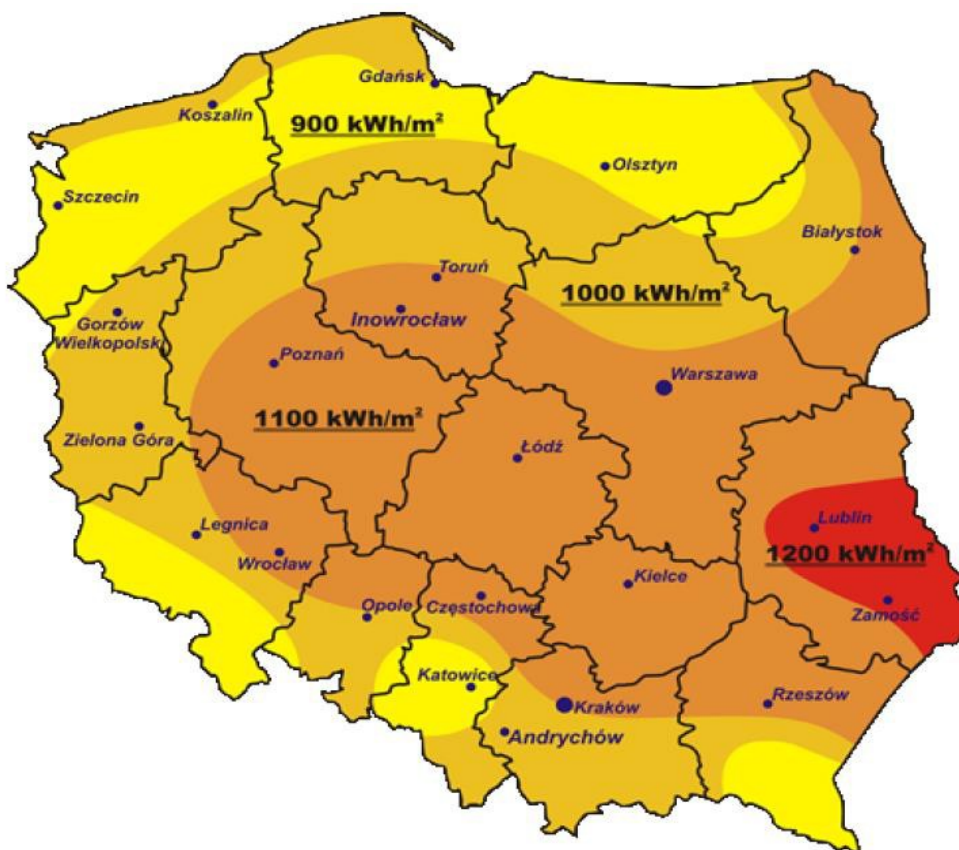 Gdańsk
Koszalin
900 kWh/m²
Olsztyn
Szczecin
Białystok
Toruń
1000 kWh/m²
Gorzów
Wielkopolski
Inowrocław
Poznań
Warszawa
1100 kWh/m²
Zielona Góra
Łódź
Legnica
Lublin
Wrocław
1200 kWh/m²
Kielce
Opole
Częstochowa
Zamość
Katowice
Rzeszów
Kraków
Andrychów